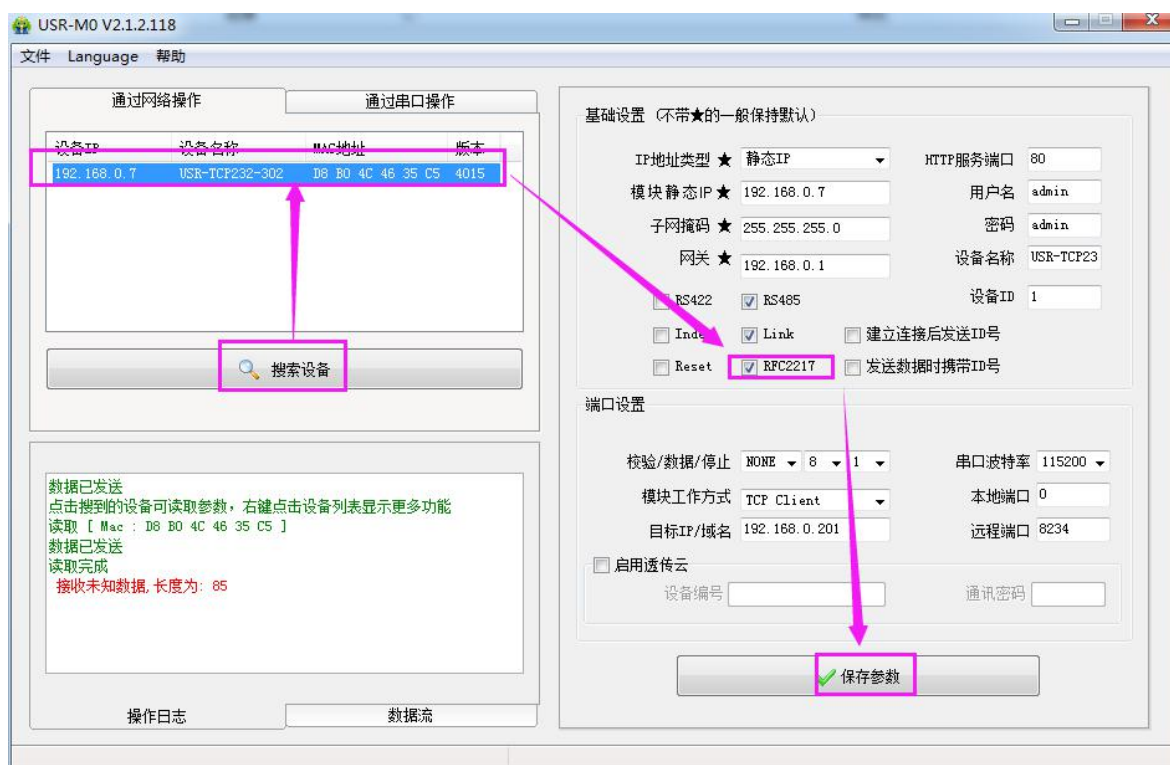 USR-M0 V2.1.2.118
文件 Language 帮助
通过网络操作 通过串口操作
设备IP 设备名称 MAC地址 版本
192.168.0.7 USR-TCP232-302 D8 B0 4C 46 35 C5 4015
搜索设备
数据已发送
点击搜到的设备可读取参数，右键点击设备列表显示更多功能
读取 [ Mac : D8 B0 4C 46 35 C5 ]
数据已发送
读取完成
接收未知数据,长度为: 85
操作日志 数据流
基础设置（不带★的一般保持默认）
IP地址类型 ★ 静态IP HTTP服务端口 80
模块静态IP★ 192.168.0.7 用户名 admin
子网掩码 ★ 255.255.255.0 密码 admin
网关 ★ 192.168.0.1 设备名称 USR-TCP23
RS422 RS485 设备ID 1
Link 建立连接后发送ID号
Reset RFC2217 发送数据时携带ID号
端口设置
校验/数据/停止 NONE 8 1 串口波特率 115200
模块工作方式 TCP Client 本地端口 0
目标IP/域名 192.168.0.201 远程端口 8234
启用透传云
设备编号 通讯密码
保存参数